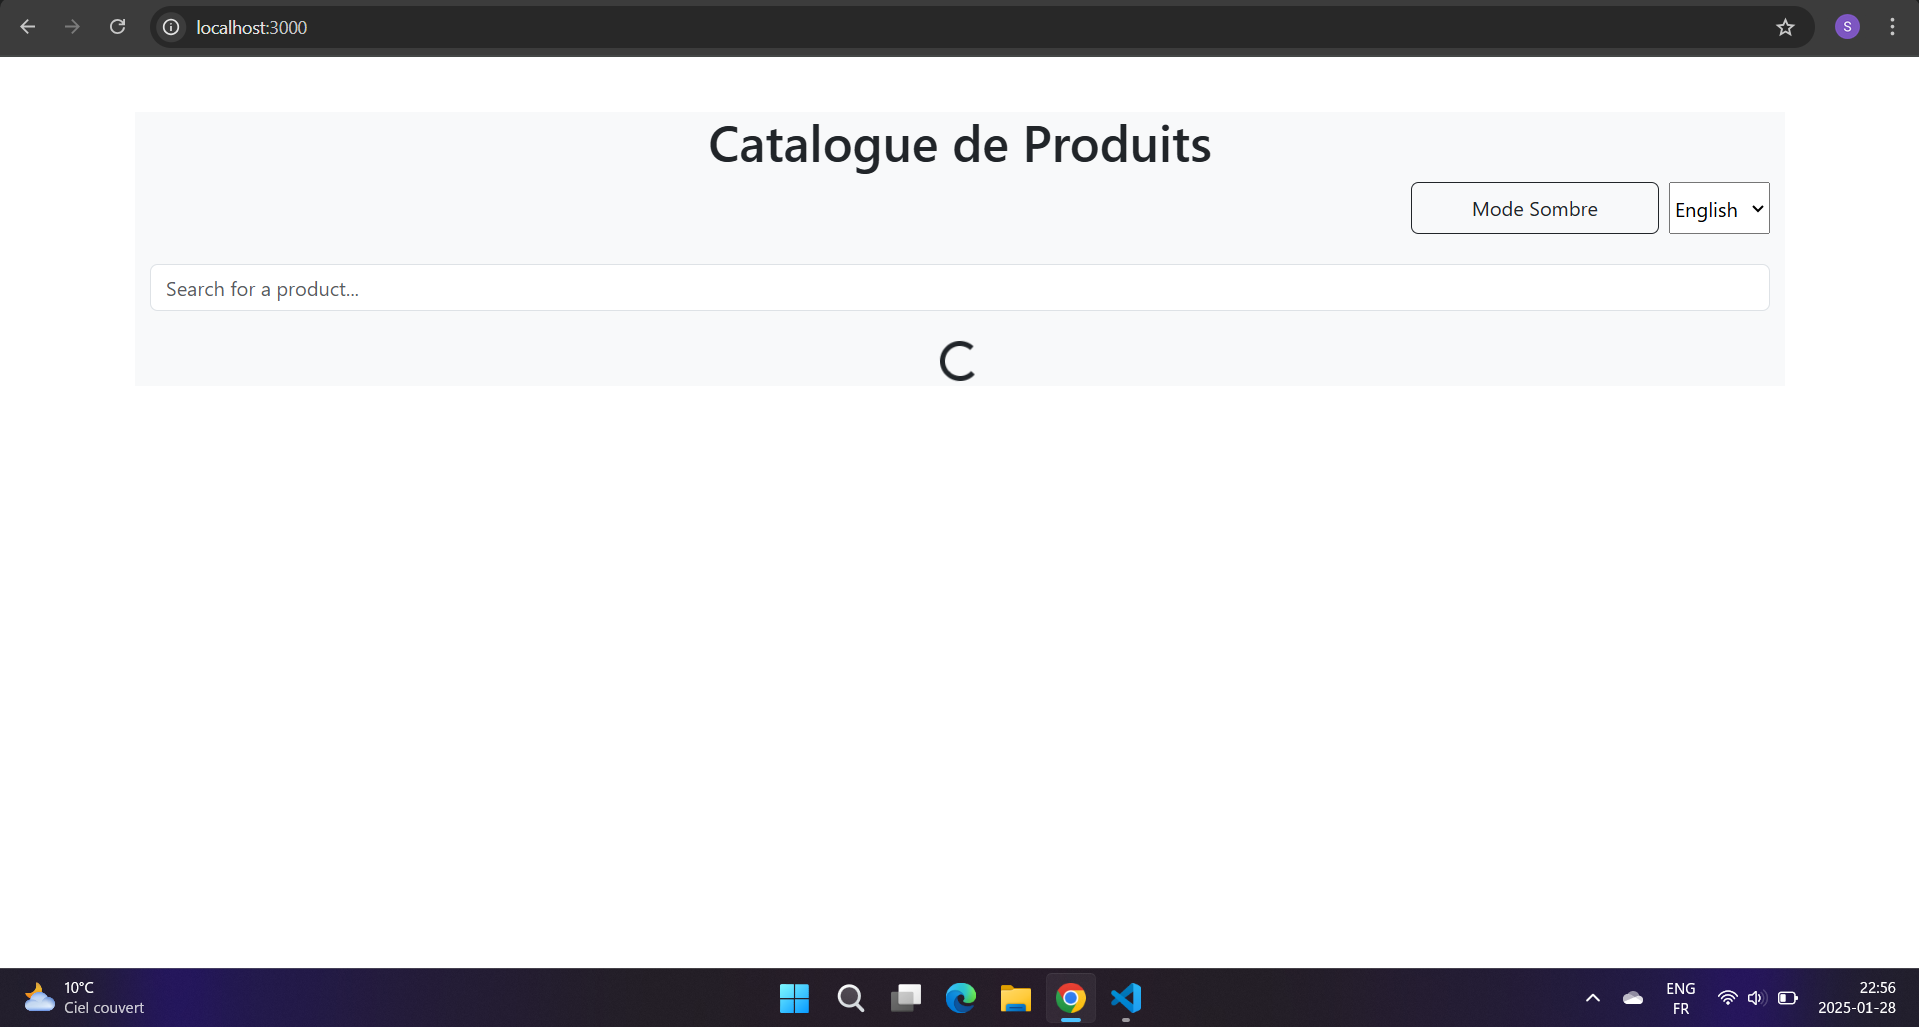 localhost:3000
S
Catalogue de Produits
Mode Sombre
English
Search for a product...
10°C
Ciel couvert
ENG
FR
22:56
2025-01-28